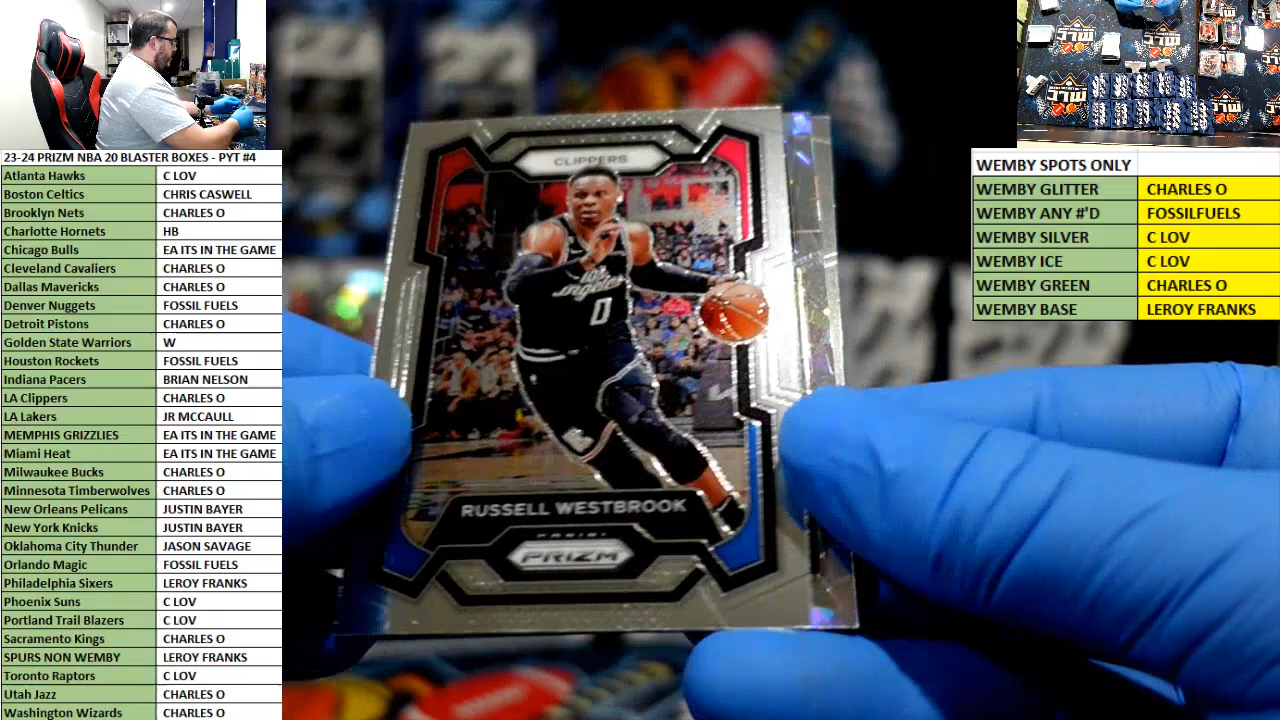 23-24 PRIZM NBA 20 BLASTER BOXES - PYT #4
Atlanta Hawks C LOV
Boston Celtics CHRIS CASWELL
Brooklyn Nets CHARLES O
Charlotte Hornets HB
Chicago Bulls EA ITS IN THE GAME
Cleveland Cavaliers CHARLES O
Dallas Mavericks CHARLES O
Denver Nuggets FOSSIL FUELS
Detroit Pistons CHARLES O
Golden State Warriors W
Houston Rockets FOSSIL FUELS
Indiana Pacers BRIAN NELSON
LA Clippers CHARLES O
LA Lakers JR MCCAULL
MEMPHIS GRIZZLIES EA ITS IN THE GAME
Miami Heat EA ITS IN THE GAME
Milwaukee Bucks CHARLES O
Minnesota Timberwolves CHARLES O
New Orleans Pelicans JUSTIN BAYER
New York Knicks JUSTIN BAYER
Oklahoma City Thunder JASON SAVAGE
Orlando Magic FOSSIL FUELS
Philadelphia Sixers LEROY FRANKS
Phoenix Suns C LOV
Portland Trail Blazers C LOV
Sacramento Kings CHARLES O
SPURS NON WEMBY LEROY FRANKS
Toronto Raptors C LOV
Utah Jazz CHARLES O
Washington Wizards CHARLES O
CLIPPERS
Los Angeles
0
RUSSELL WESTBROOK
PANINI
PRIZM
MLC
MLC
MLC
MLC
WEMBY SPOTS ONLY
WEMBY GLITTER CHARLES O
WEMBY ANY #'D FOSSILFUELS
WEMBY SILVER C LOV
WEMBY ICE C LOV
WEMBY GREEN CHARLES O
WEMBY BASE LEROY FRANKS